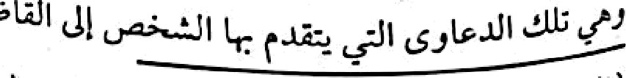 وهي تلك الدعاوى التي يتقدم بها الشخص إلى